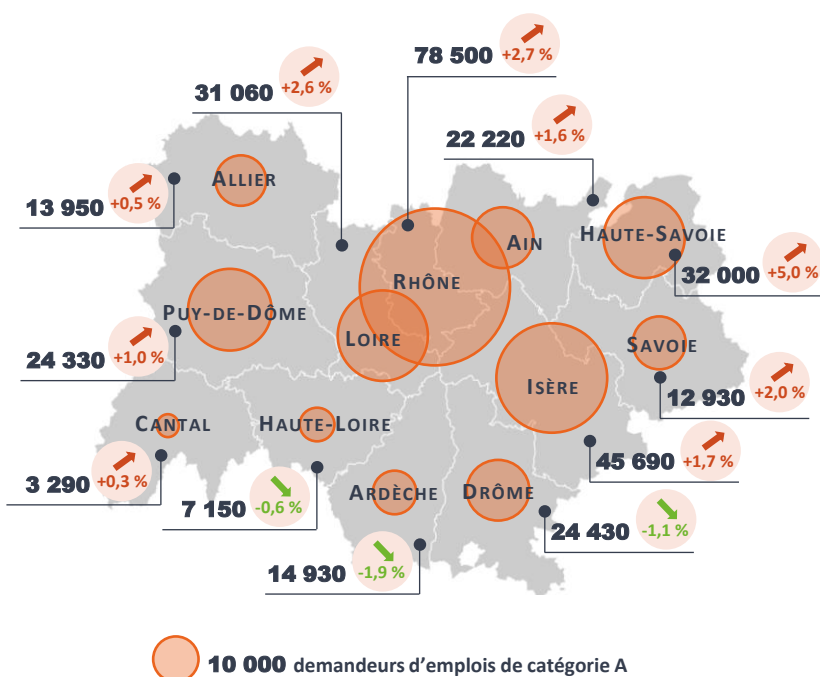 78 500 +2,7 %
31 060 +2,6 %
22 220 +1,6 %
ALLIER
13 950 +0,5 %
HAUTE-SAVOIE
AIN
32 000 +5,0 %
RHÔNE
PUY-DE-DÔME
LOIRE
SAVOIE
24 330 +1,0 %
12 930 +2,0 %
ISÈRE
CANTAL
HAUTE-LOIRE
45 690 +1,7 %
3 290 +0,3 %
ARDÈCHE
DRÔME
7 150 -0,6 %
24 430 -1,1 %
14 930 -1,9 %
10 000 demandeurs d'emplois de catégorie A